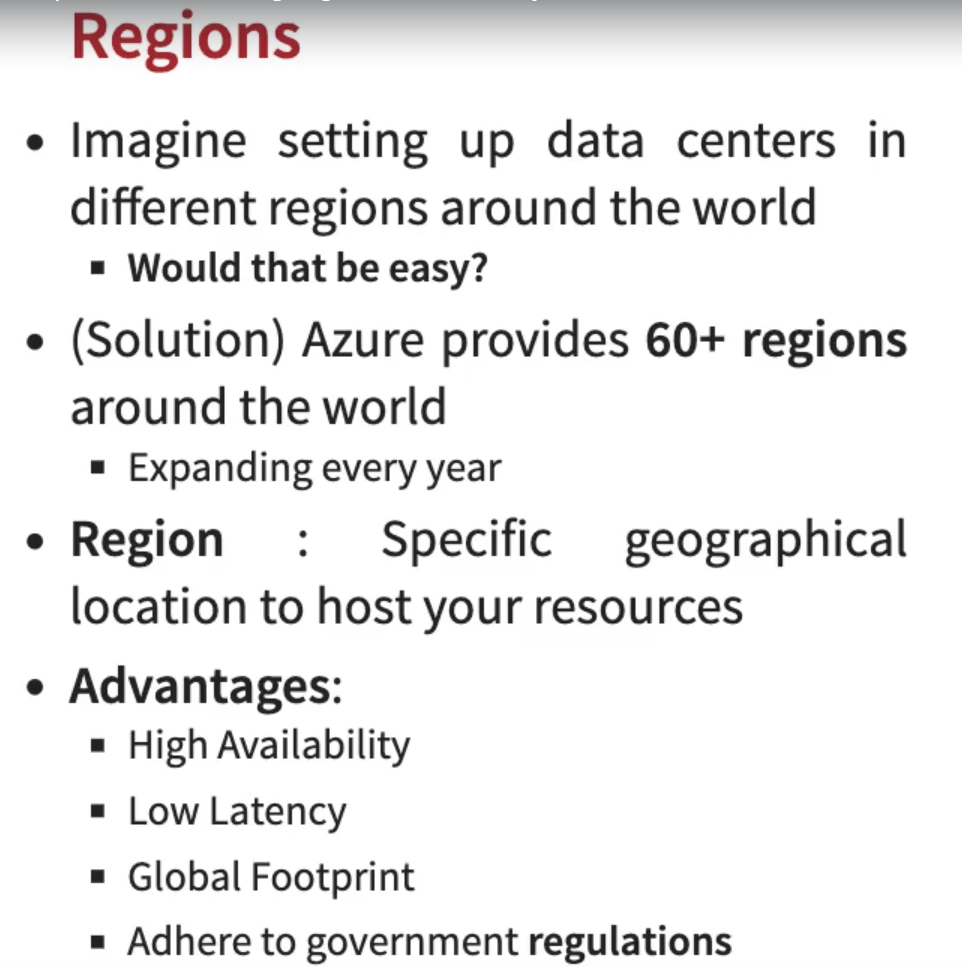 Regions
• Imagine setting up data centers in
different regions around the world
▪ Would that be easy?
• (Solution) Azure provides 60+ regions
around the world
▪ Expanding every year
• Region : Specific geographical
location to host your resources
• Advantages:
▪ High Availability
▪ Low Latency
▪ Global Footprint
▪ Adhere to government regulations